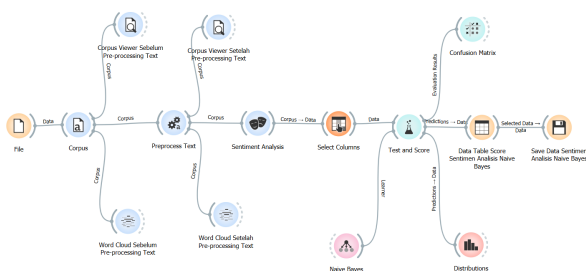 Corpus Viewer Sebelum
Pre-processing Text
Corpus Viewer Setelah
Pre-processing Text
Confusion Matrix
Corpus
Corpus
Evaluation Results
File
Data
Corpus
Corpus
Preprocess Text
Corpus
Sentiment Analysis
Corpus → Data
Select Columns
Data
Test and Score
Predictions → Data
Data Table Score
Sentimen Analisis Naive
Bayes
Selected Data →
Data
Save Data Sentimen
Analisis Naive Bayes
Corpus
Corpus
Learner
Predictions → Data
Word Cloud Sebelum
Pre-processing Text
Word Cloud Setelah
Pre-processing Text
Naive Bayes
Distributions